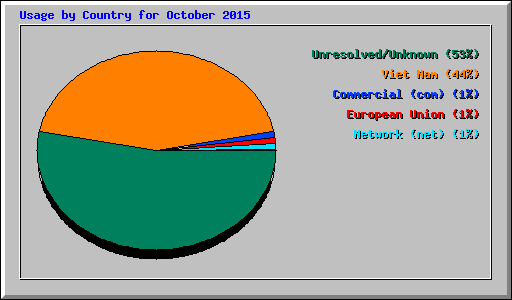 Usage by Country for October 2015
Unresolved/Unknown (53%)
Viet Nam (44%)
Commercial (com) (1%)
European Union (1%)
Network (net) (1%)